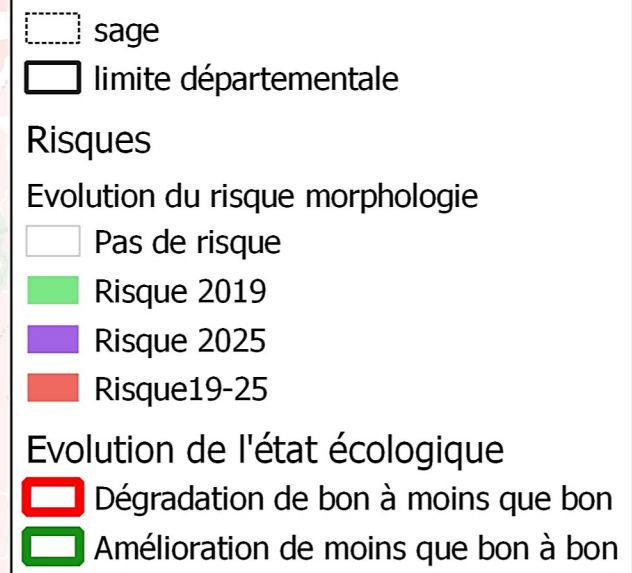 sage
limite départementale
Risques
Evolution du risque morphologie
Pas de risque
Risque 2019
Risque 2025
Risque19-25
Evolution de l'état écologique
Dégradation de bon à moins que bon
Amélioration de moins que bon à bon